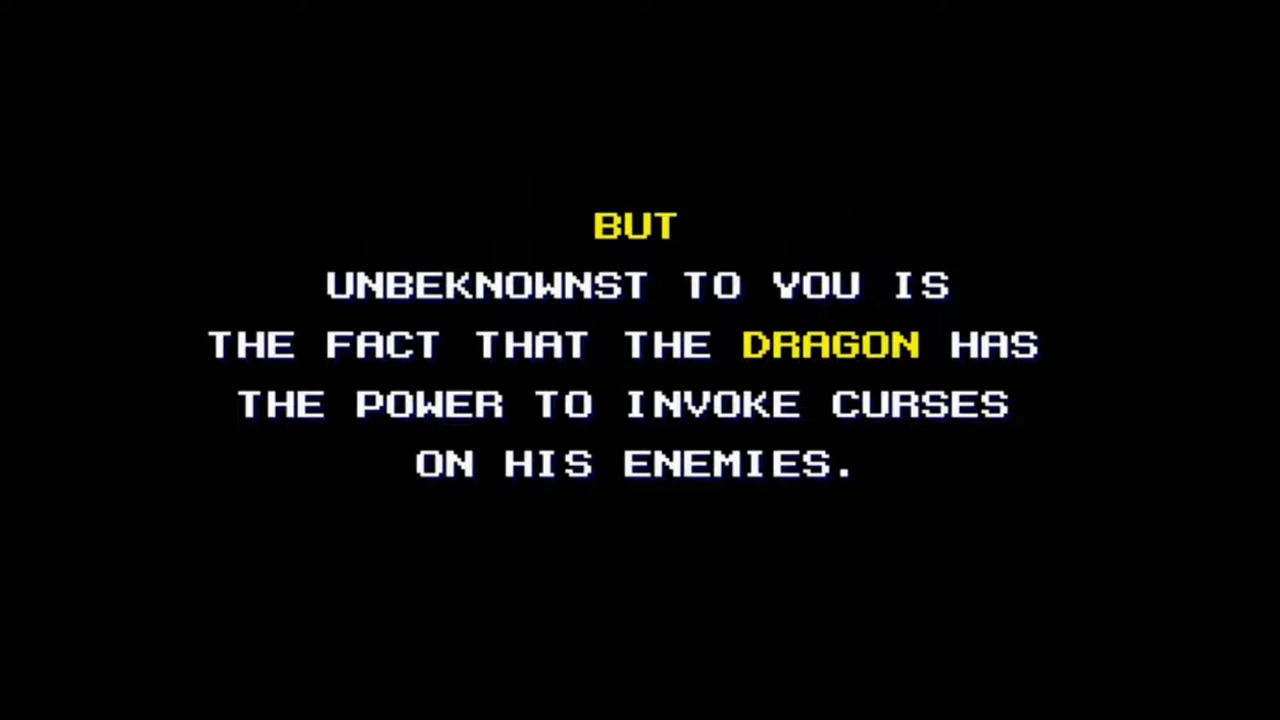 BUT
UNBEKNOWNST TO YOU IS
THE FACT THAT THE DRAGON HAS
THE POWER TO INVOKE CURSES
ON HIS ENEMIES.